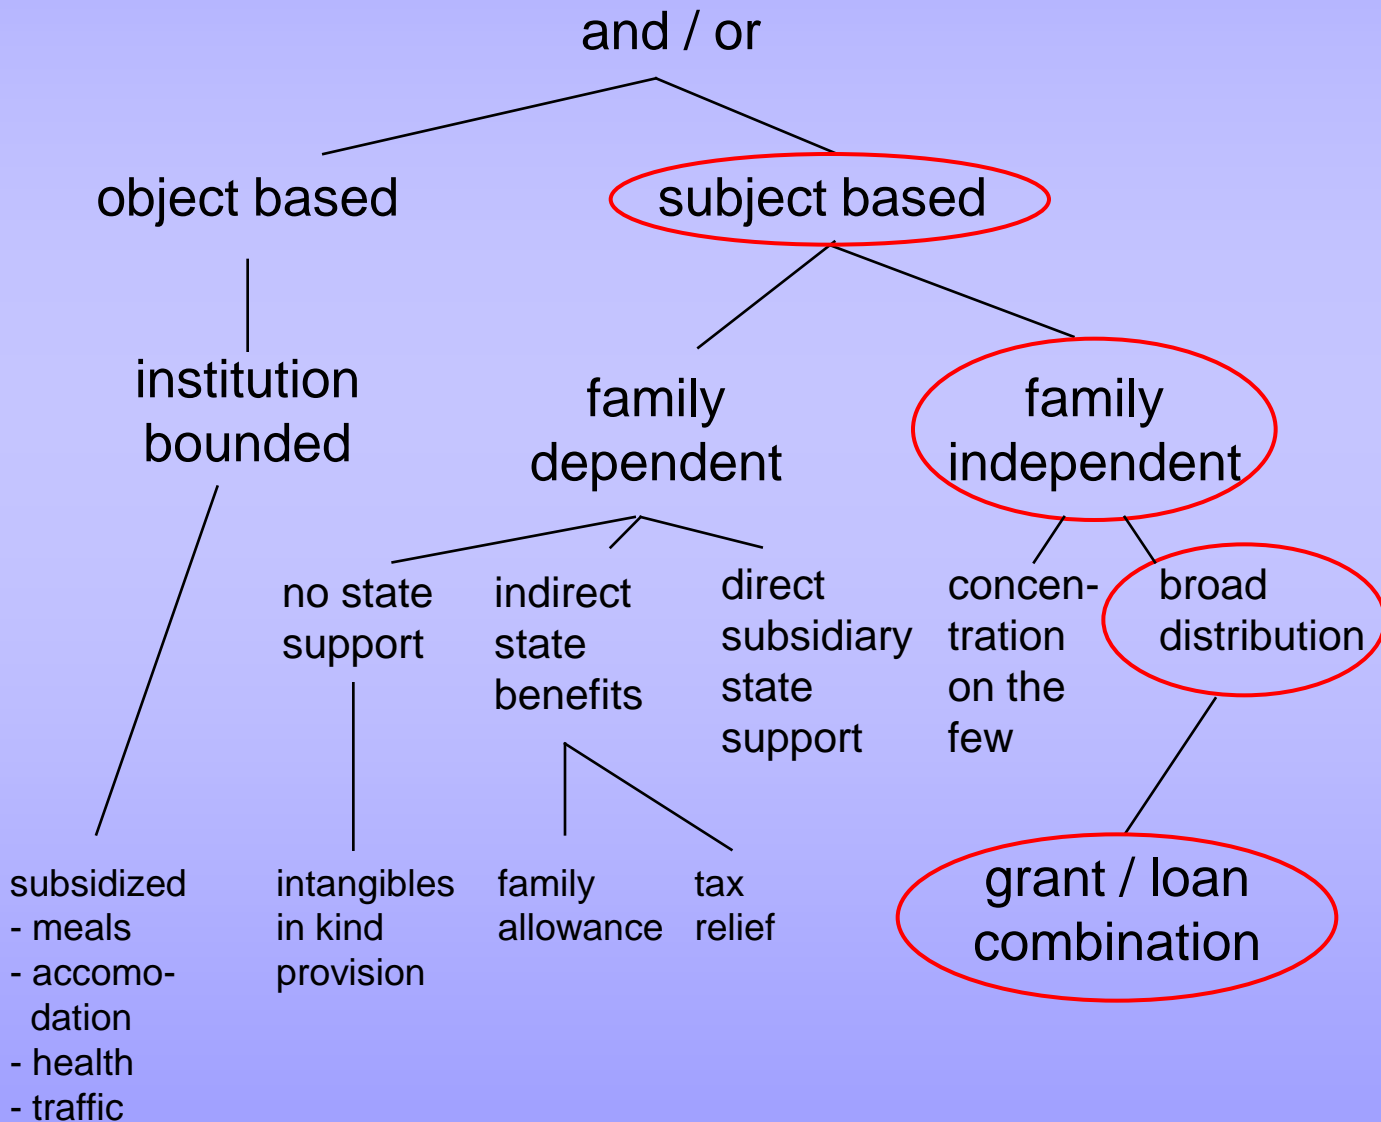 and / or
object based
subject based
institution
bounded
family
dependent
family
independent
no state
support
indirect
state
benefits
direct
subsidiary
state
support
concen-
tration
on the
few
broad
distribution
subsidized
- meals
- accomo-
dation
- health
- traffic
intangibles
in kind
provision
family
allowance
tax
relief
grant / loan
combination